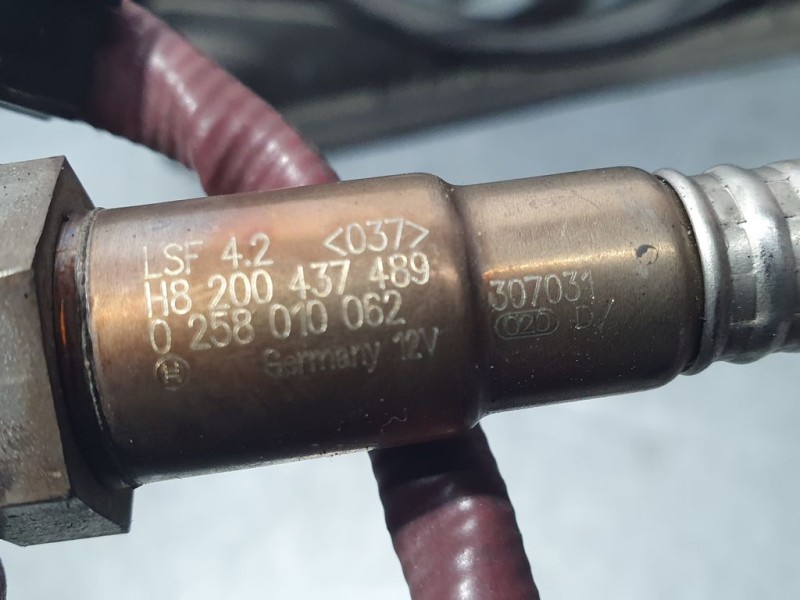 LSF 4.2 <037>
H8 200 437 489
0 258 010 062
Germany 12V
307031
020 D/